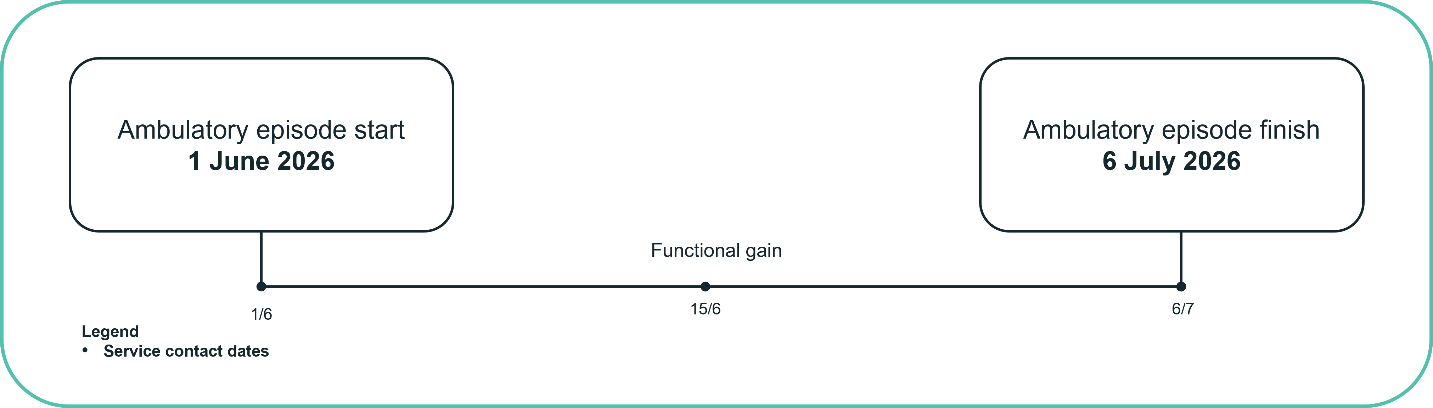 Ambulatory episode start
1 June 2026
Ambulatory episode finish
6 July 2026
Functional gain
1/6
15/6
6/7
Legend
• Service contact dates